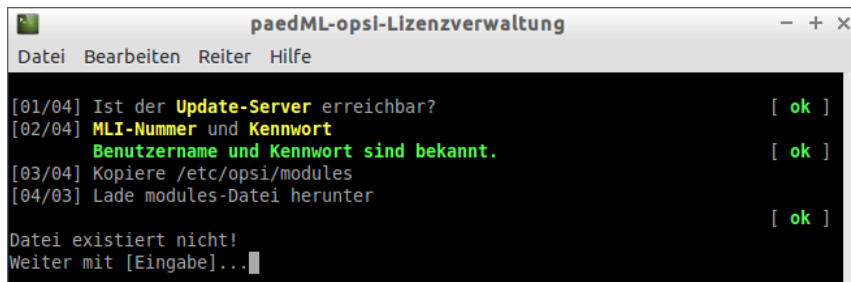 paedML-opsi-Lizenzverwaltung
Datei Bearbeiten Reiter Hilfe
[01/04] Ist der Update-Server erreichbar? [ ok ]
[02/04] MLI-Nummer und Kennwort
Benutzername und Kennwort sind bekannt. [ ok ]
[03/04] Kopiere /etc/opsi/modules
[04/03] Lade modules-Datei herunter
[ ok ]
Datei existiert nicht!
Weiter mit [Eingabe]...